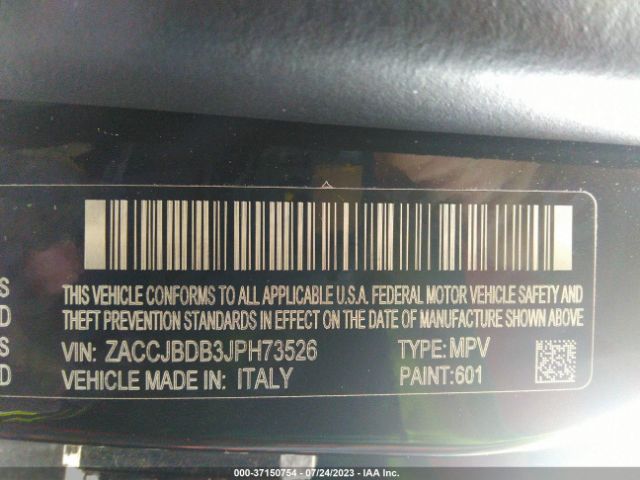 S THIS VEHICLE CONFORMS TO ALL APPLICABLE U.S.A. FEDERAL MOTOR VEHICLE SAFETY AND
D THEFT PREVENTION STANDARDS IN EFFECT ON THE DATE OF MANUFACTURE SHOWN ABOVE
S VIN: ZACCJBDB3JPH73526 TYPE: MPV
D VEHICLE MADE IN: ITALY PAINT:601
000-37150754 - 07/24/2023 - IAA Inc.